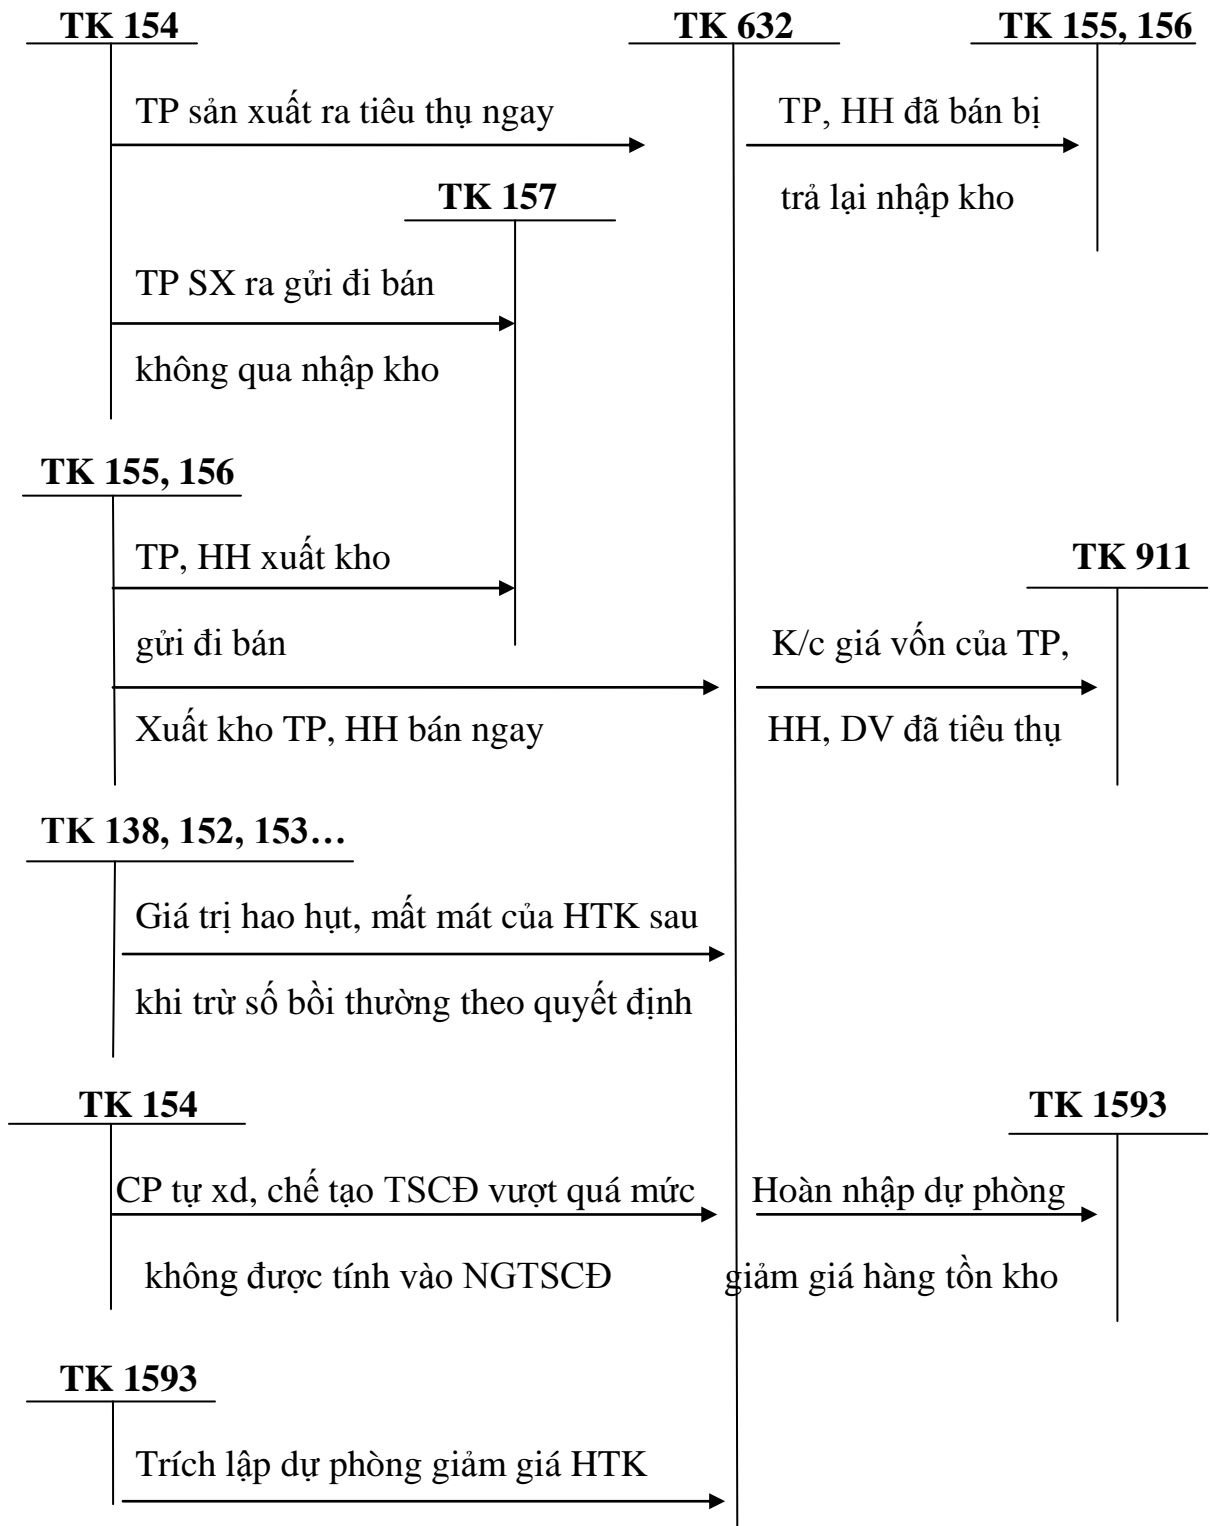 TK 154
TK 632
TK 155, 156
TP sản xuất ra tiêu thụ ngay
TP, HH đã bán bị
TK 157
trả lại nhập kho
TP SX ra gửi đi bán
không qua nhập kho
TK 155, 156
TP, HH xuất kho
TK 911
gửi đi bán
K/c giá vốn của TP,
Xuất kho TP, HH bán ngay
HH, DV đã tiêu thụ
TK 138, 152, 153…
Giá trị hao hụt, mất mát của HTK sau
khi trừ số bồi thường theo quyết định
TK 154
TK 1593
CP tự xd, chế tạo TSCĐ vượt quá mức
Hoàn nhập dự phòng
không được tính vào NGTSCĐ
giảm giá hàng tồn kho
TK 1593
Trích lập dự phòng giảm giá HTK